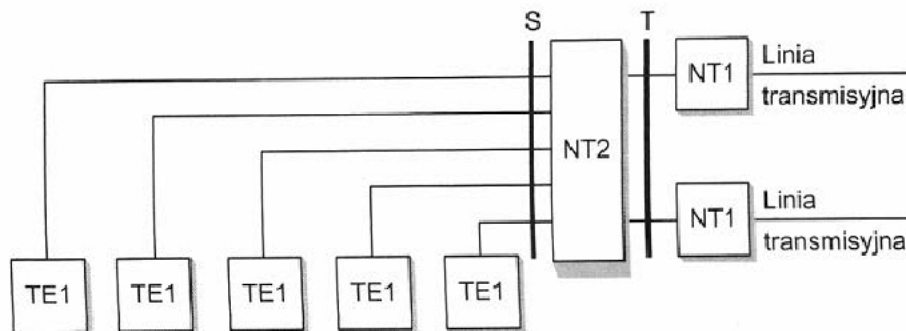 S T
NT1 Linia
transmisyjna
NT2
NT1 Linia
transmisyjna
TE1 TE1 TE1 TE1 TE1